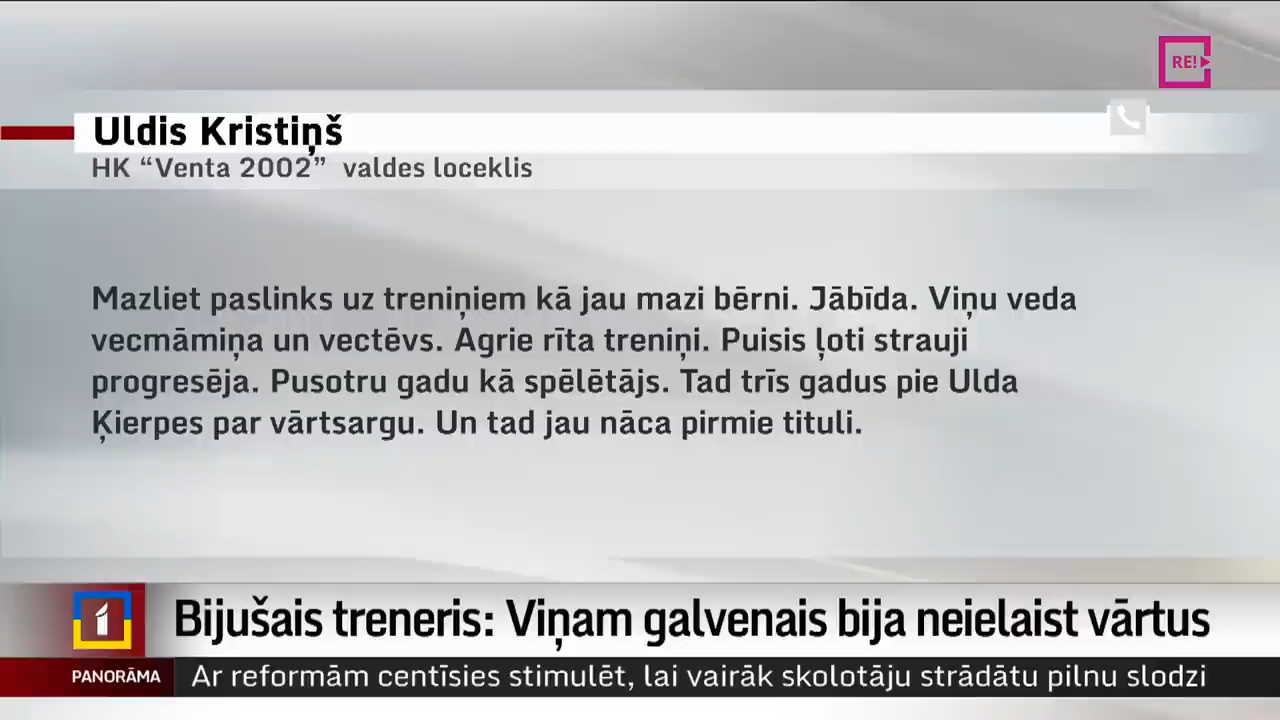 RE!
Uldis Kristiņš
HK “Venta 2002” valdes loceklis
Mazliet paslinks uz treniņiem kā jau mazi bērni. Jābīda. Viņu veda
vecmāmiņa un vectēvs. Agrie rīta treniņi. Puisis ļoti strauji
progresēja. Pusotru gadu kā spēlētājs. Tad trīs gadus pie Ulda
Ķierpes par vārtsargu. Un tad jau nāca pirmie tituli.
1
Bijušais treneris: Viņam galvenais bija neielaist vārtus
PANORĀMA
Ar reformām centīsies stimulēt, lai vairāk skolotāju strādātu pilnu slodzi